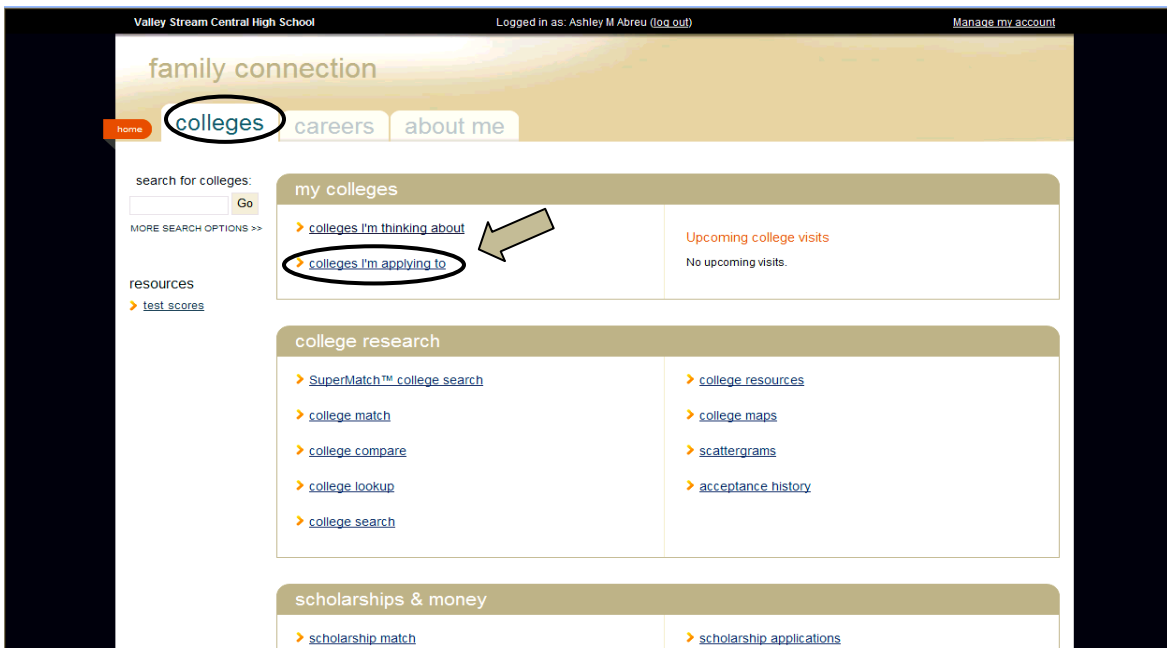 Valley Stream Central High School Logged in as: Ashley M Abreu (log out) Manage my account
family connection
home colleges careers about me
search for colleges:
Go
MORE SEARCH OPTIONS >>
resources
test scores
my colleges
colleges I'm thinking about
colleges I'm applying to
Upcoming college visits
No upcoming visits.
college research
SuperMatch™ college search
college match
college compare
college lookup
college search
college resources
college maps
scattergrams
acceptance history
scholarships & money
scholarship match
scholarship applications